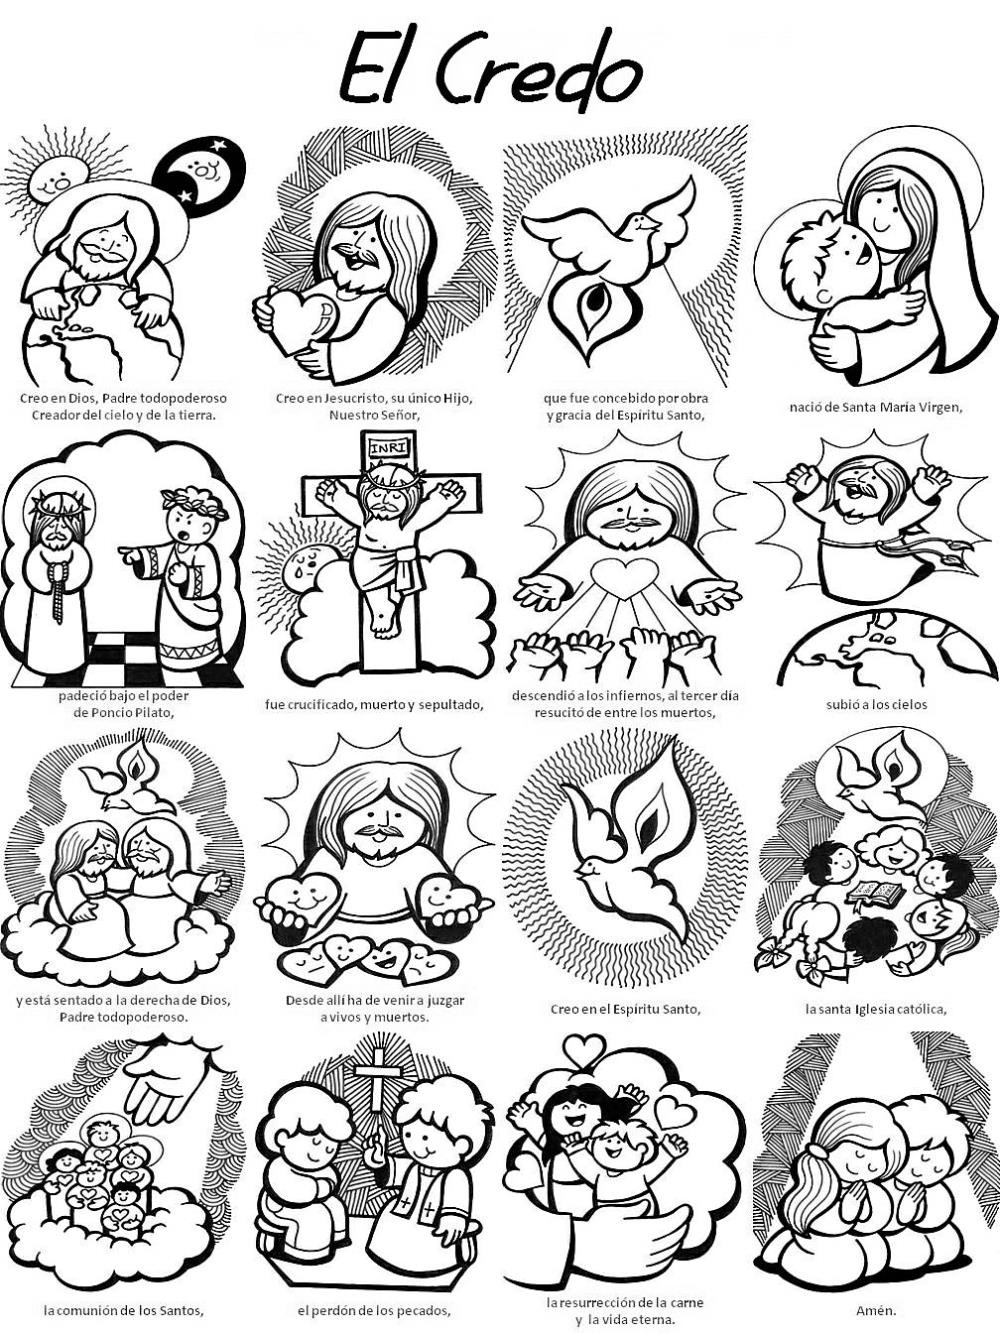 El Credo
Creo en Dios, Padre todopoderoso
Creador del cielo y de la tierra.
Creo en Jesucristo, su único Hijo,
Nuestro Señor,
que fue concebido por obra
y gracia del Espíritu Santo,
nació de Santa María Virgen,
padeció bajo el poder
de Poncio Pilato,
INRI
fue crucificado, muerto y sepultado,
descendió a los infiernos, al tercer día
resucitó de entre los muertos,
subió a los cielos
y está sentado a la derecha de Dios,
Padre todopoderoso.
Desde allí ha de venir a juzgar
a vivos y muertos.
Creo en el Espíritu Santo,
la santa Iglesia católica,
la comunión de los Santos,
el perdón de los pecados,
la resurrección de la carne
y la vida eterna.
Amén.